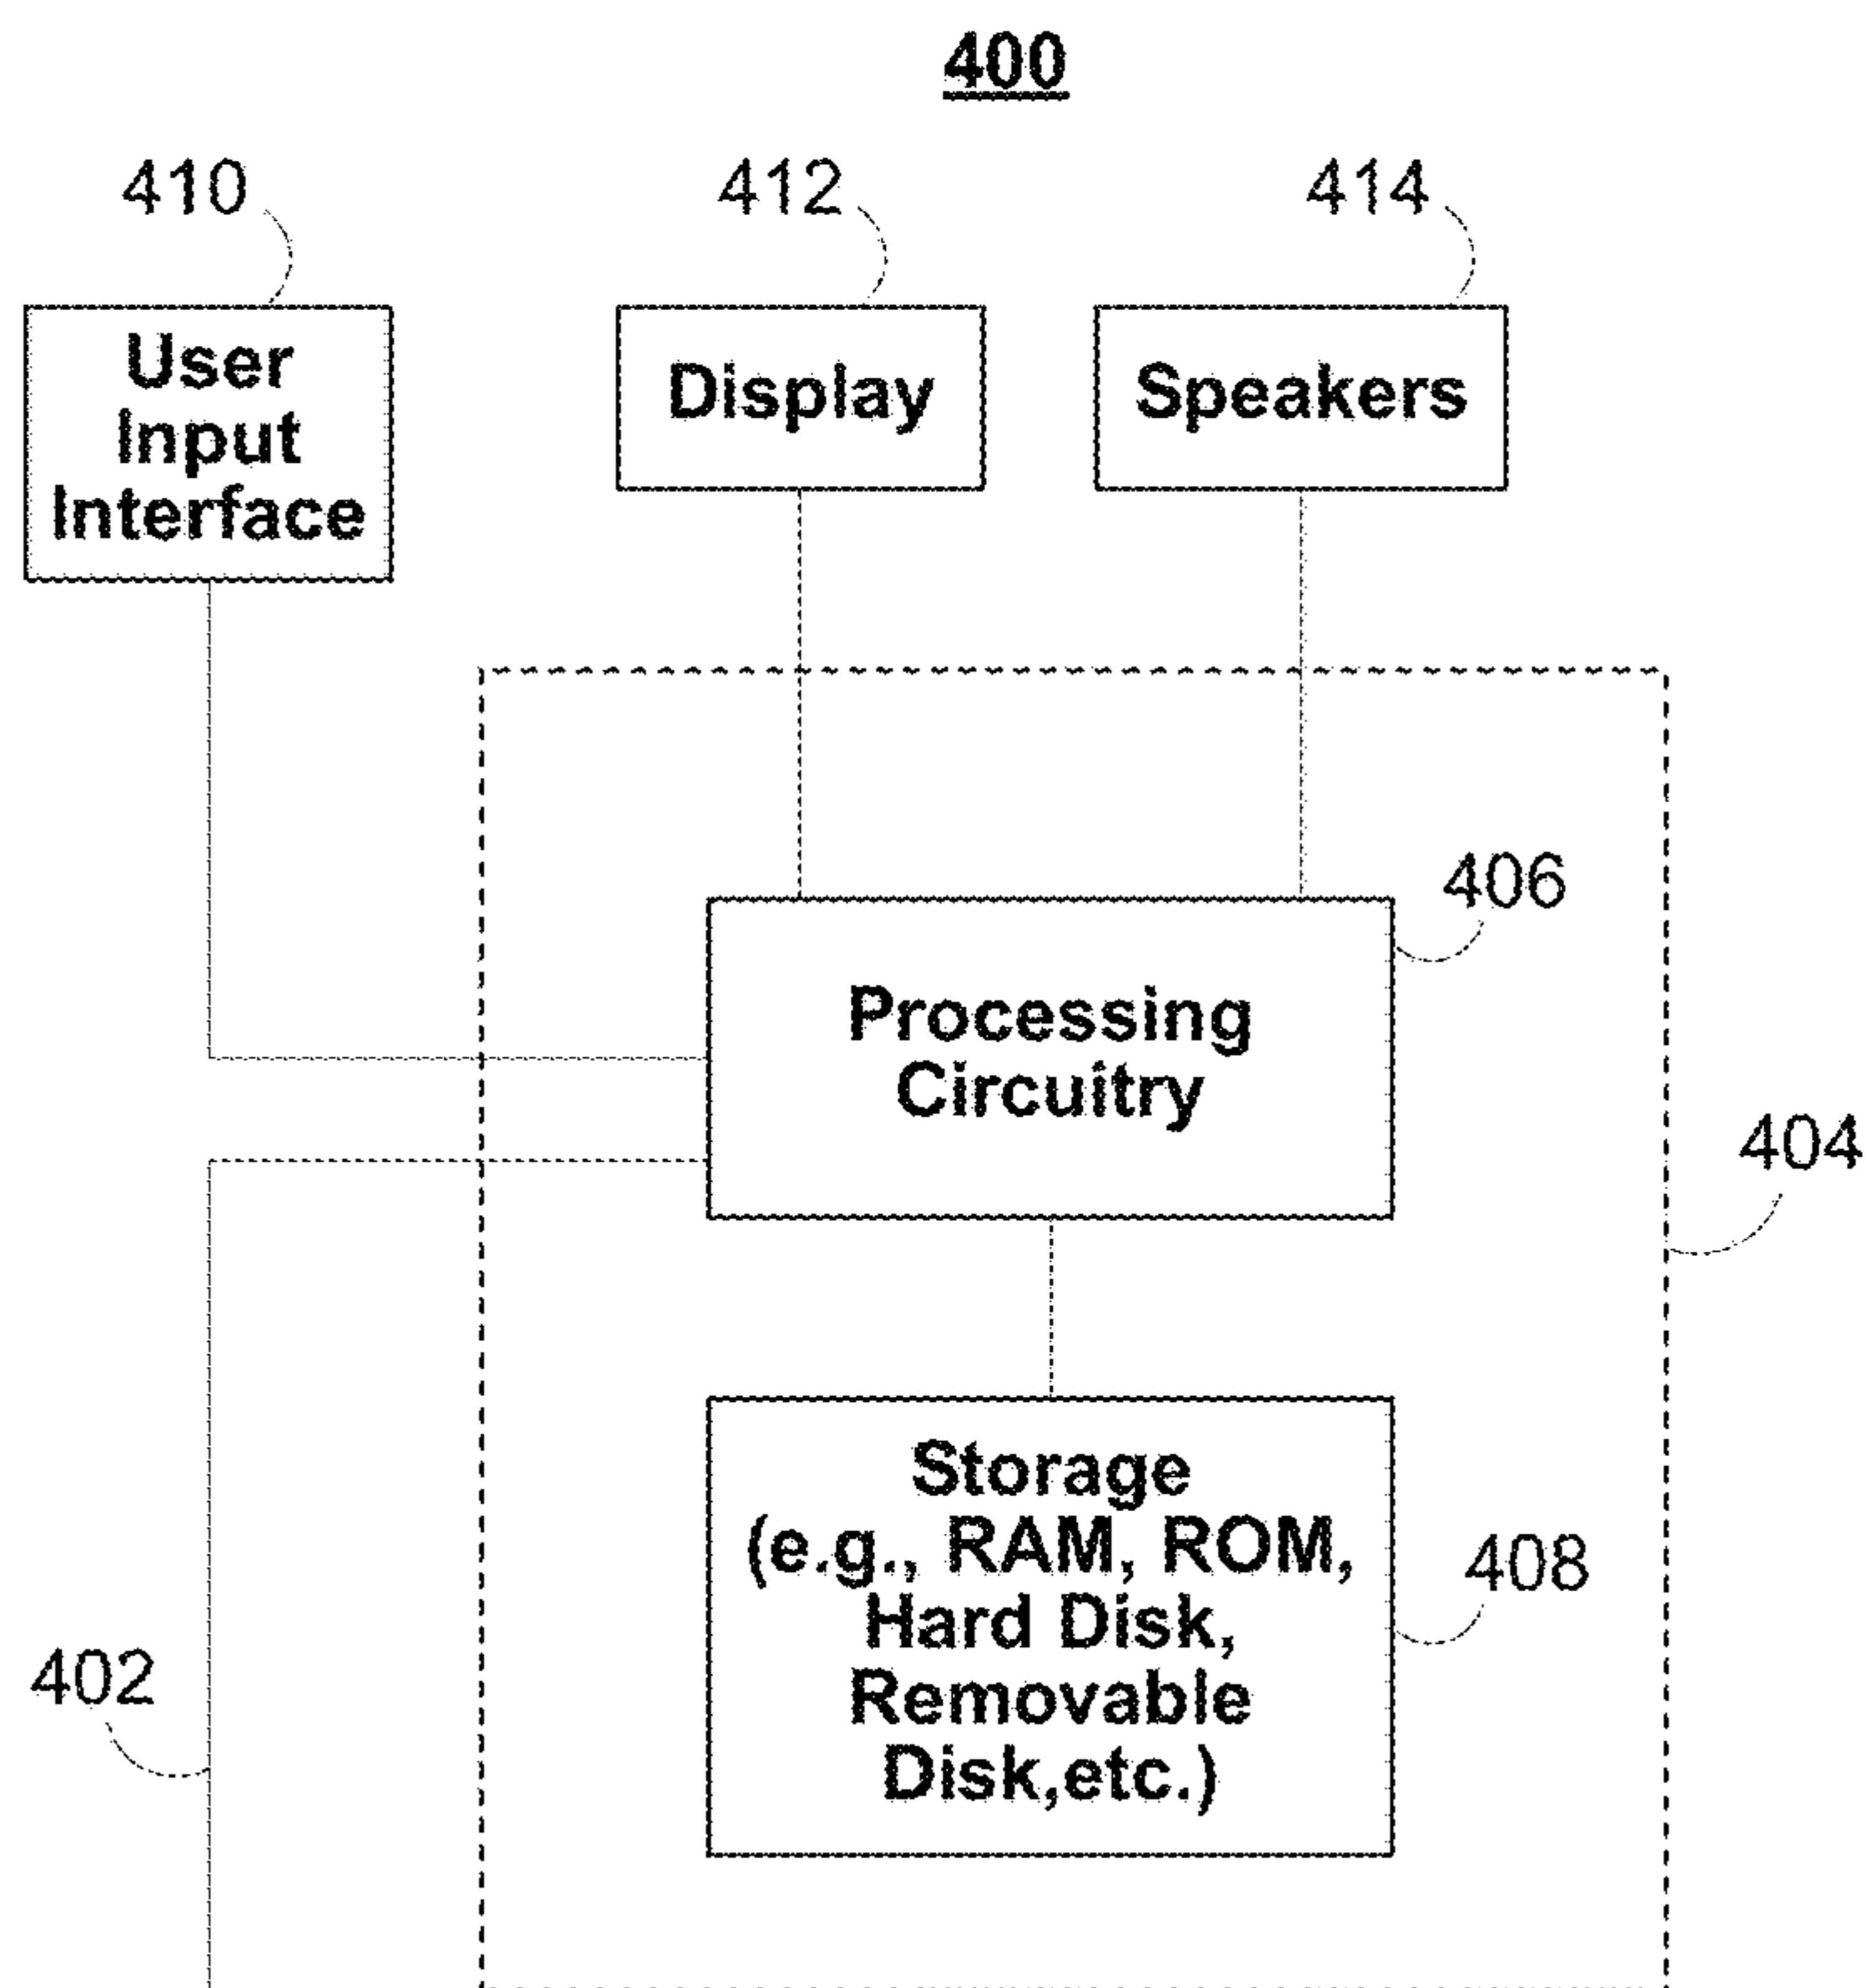 400
410
412
414
User
Input
Interface
Display
Speakers
406
Processing
Circuitry
404
Storage
(e.g., RAM, ROM,
Hard Disk,
Removable
Disk,etc.)
408
402